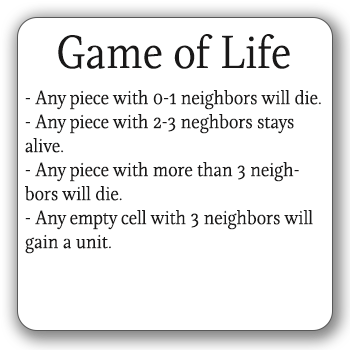 Game of Life
- Any piece with 0-1 neighbors will die.
- Any piece with 2-3 neghbors stays
alive.
- Any piece with more than 3 neigh-
bors will die.
- Any empty cell with 3 neighbors will
gain a unit.